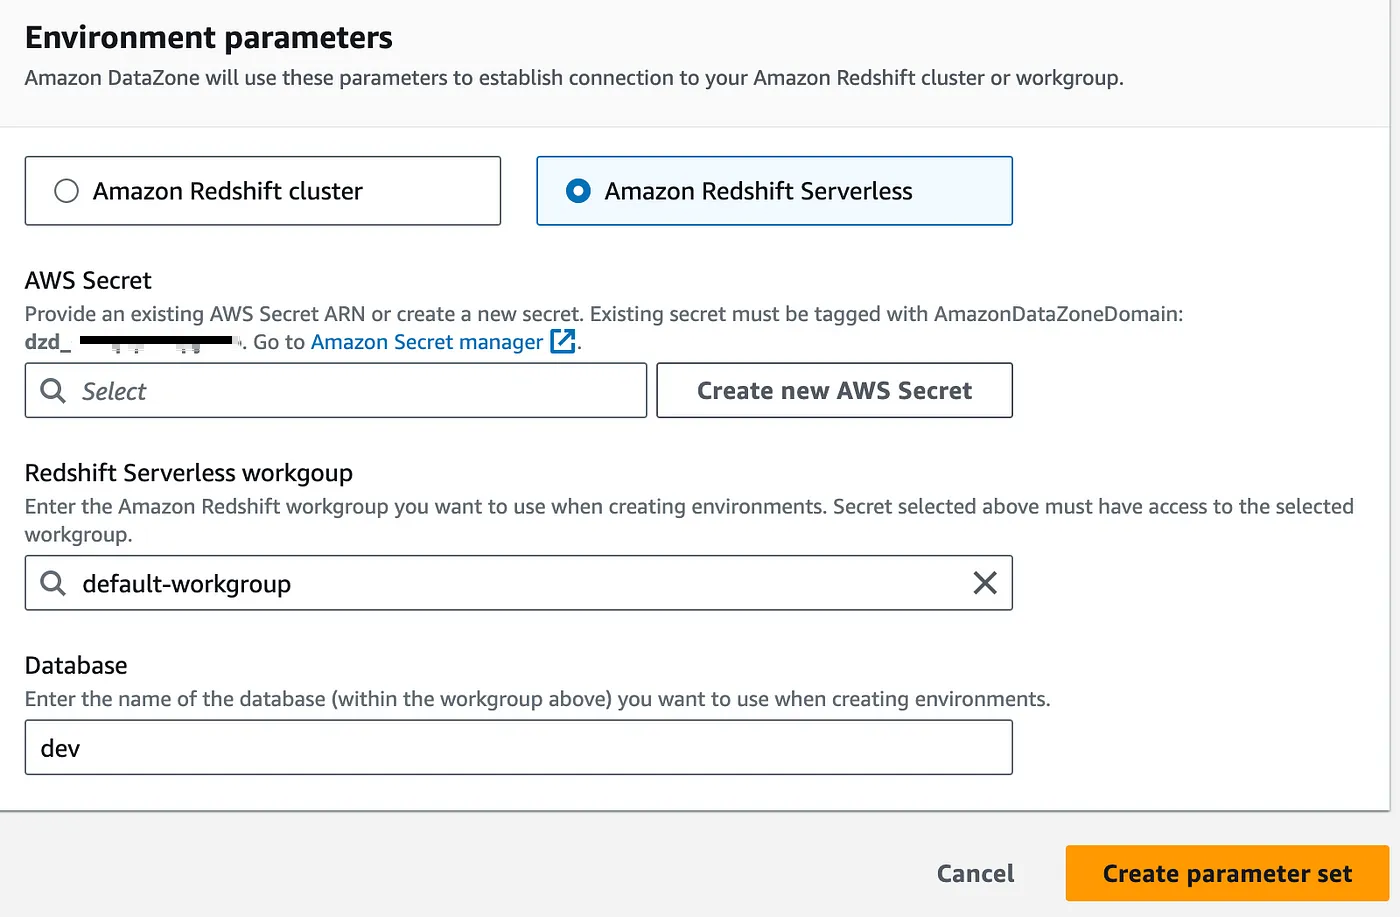 Environment parameters
Amazon DataZone will use these parameters to establish connection to your Amazon Redshift cluster or workgroup.
Amazon Redshift cluster
Amazon Redshift Serverless
AWS Secret
Provide an existing AWS Secret ARN or create a new secret. Existing secret must be tagged with AmazonDataZoneDomain:
dzd_ . Go to Amazon Secret manager .
Select
Create new AWS Secret
Redshift Serverless workgoup
Enter the Amazon Redshift workgroup you want to use when creating environments. Secret selected above must have access to the selected
workgroup.
default-workgroup
Database
Enter the name of the database (within the workgroup above) you want to use when creating environments.
dev
Cancel
Create parameter set